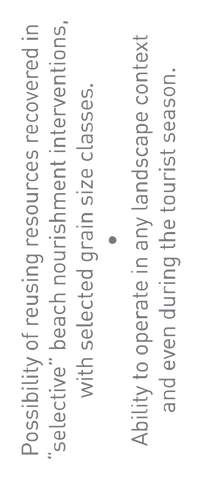 Possibility of reusing resources recovered in
“selective” beach nourishment interventions,
with selected grain size classes.
•
Ability to operate in any landscape context
and even during the tourist season.